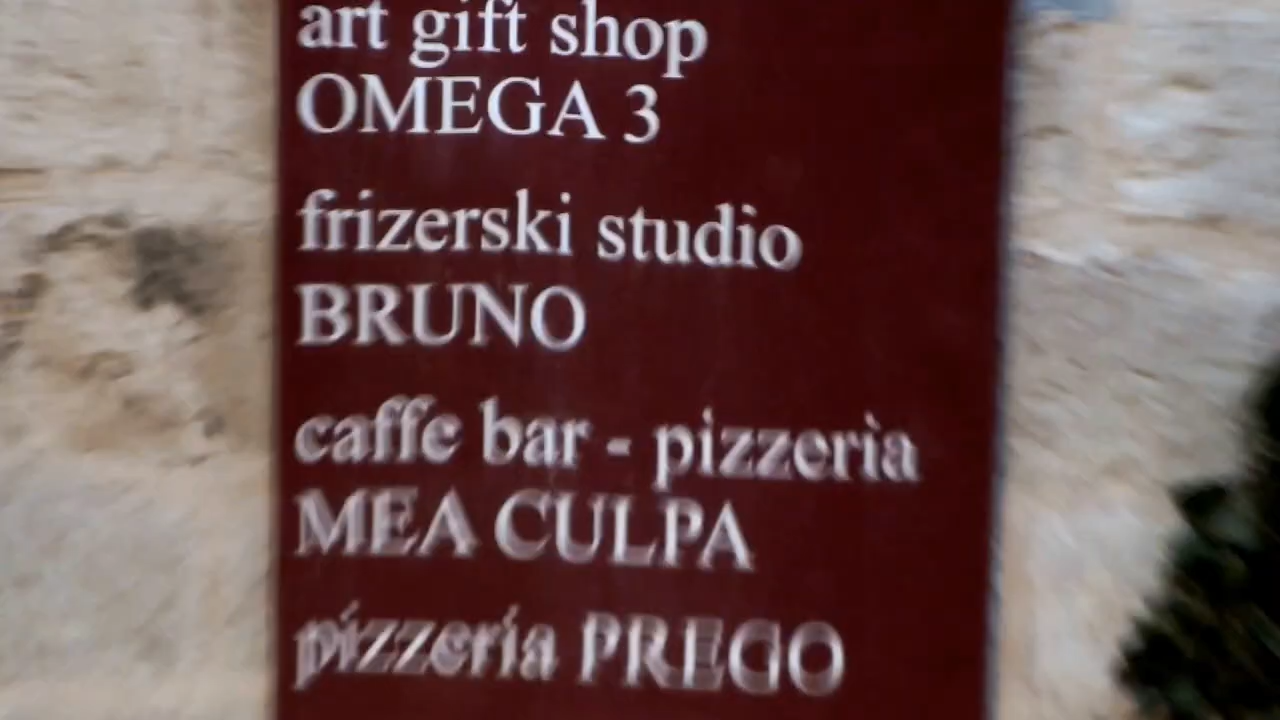 art gift shop
OMEGA 3
frizerski studio
BRUNO
caffe bar - pizzeria
MEA CULPA
pizzeria PREGO